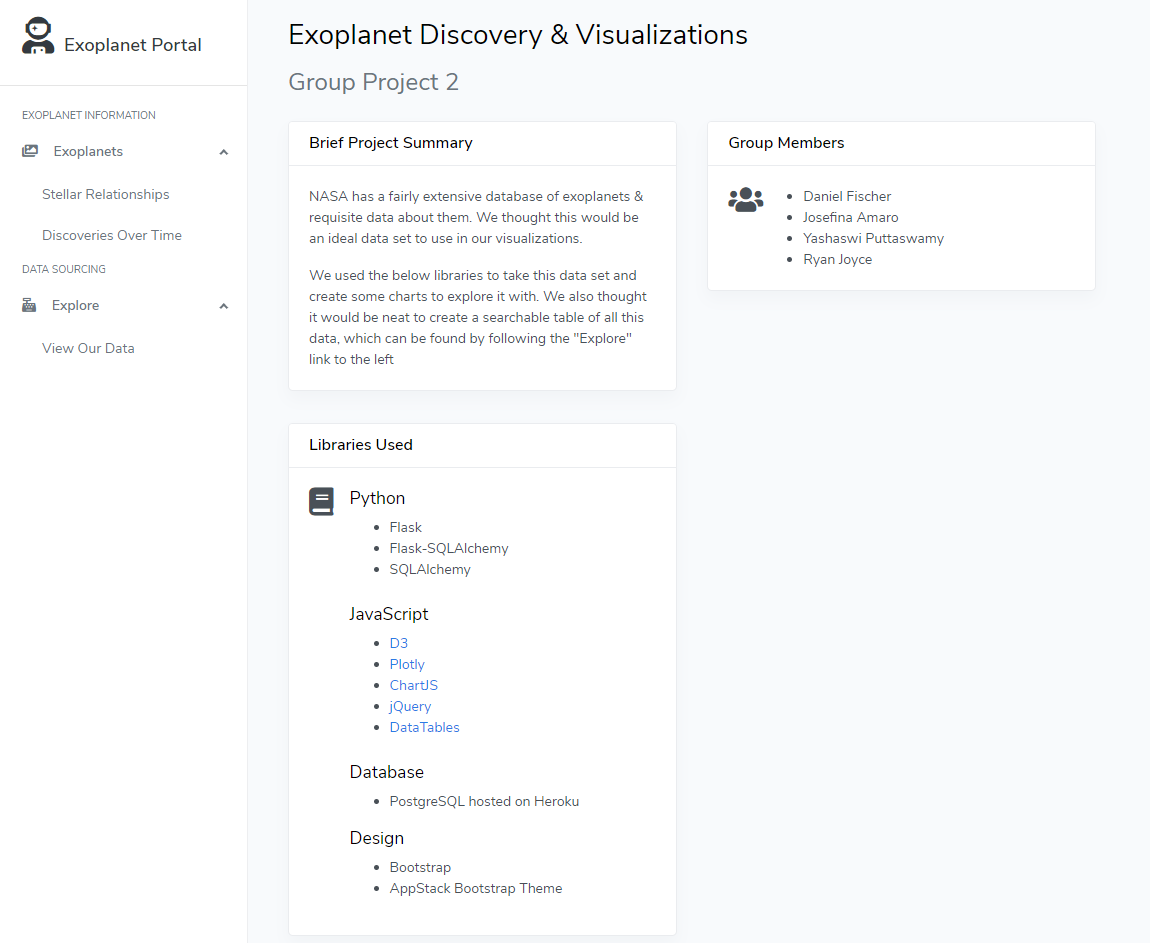 Exoplanet Portal
EXOPLANET INFORMATION
Exoplanets
Stellar Relationships
Discoveries Over Time
DATA SOURCING
Explore
View Our Data
Exoplanet Discovery & Visualizations
Group Project 2
Brief Project Summary
NASA has a fairly extensive database of exoplanets &
requisite data about them. We thought this would be
an ideal data set to use in our visualizations.
We used the below libraries to take this data set and
create some charts to explore it with. We also thought
it would be neat to create a searchable table of all this
data, which can be found by following the "Explore"
link to the left
Group Members
Daniel Fischer
Josefina Amaro
Yashaswi Puttaswamy
Ryan Joyce
Libraries Used
Python
Flask
Flask-SQLAlchemy
SQLAlchemy
JavaScript
D3
Plotly
ChartJS
jQuery
DataTables
Database
PostgreSQL hosted on Heroku
Design
Bootstrap
AppStack Bootstrap Theme